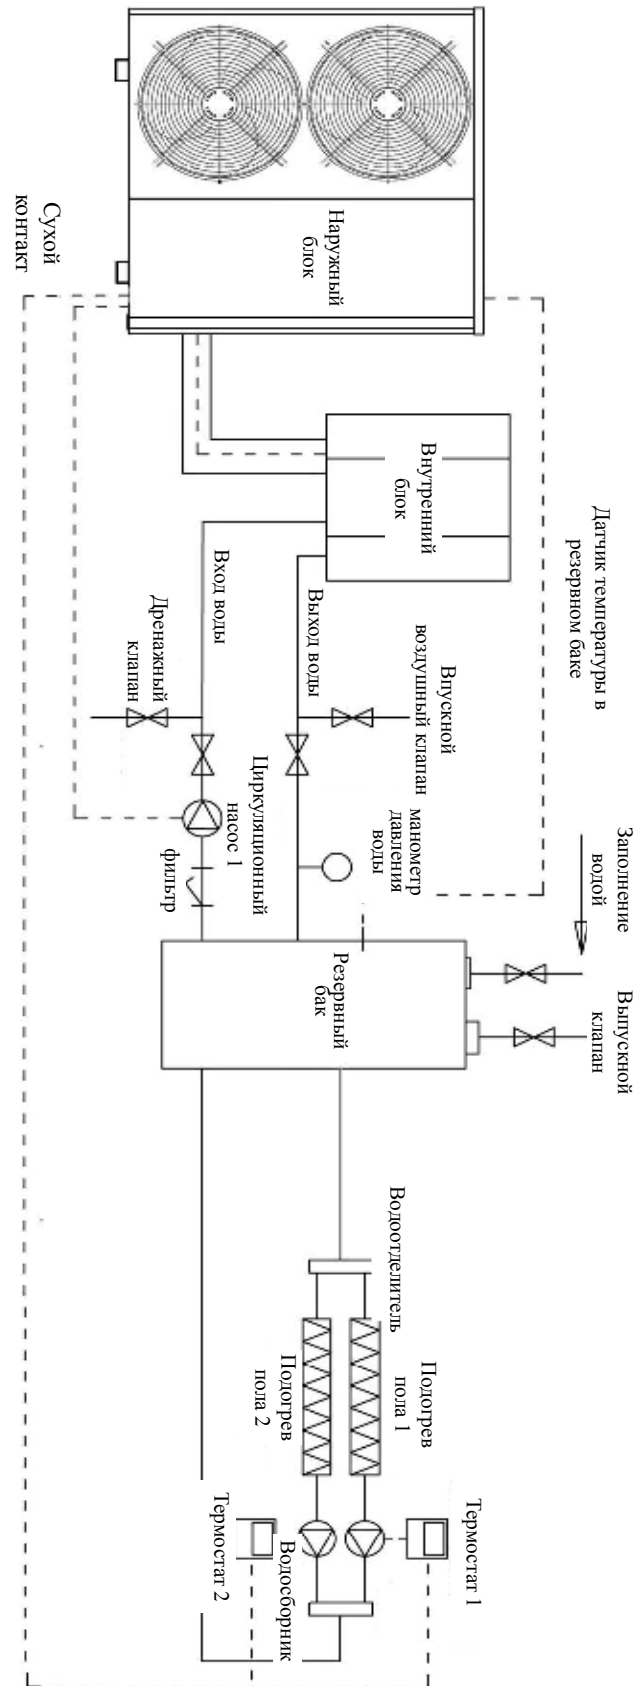 Сухой
контакт
Наружный
блок
Внутренний
блок
Датчик температуры в
резервном баке
Вход воды
Выход воды
Дренажный
клапан
Впускной
воздушный клапан
Циркуляционный
насос 1
фильтр
манометр
давления
воды
Заполнение
водой
Выпускной
клапан
Резервный
бак
Водоотделитель
Подогрев
пола 1
Подогрев
пола 2
Термостат 1
Термостат 2
Водосборник